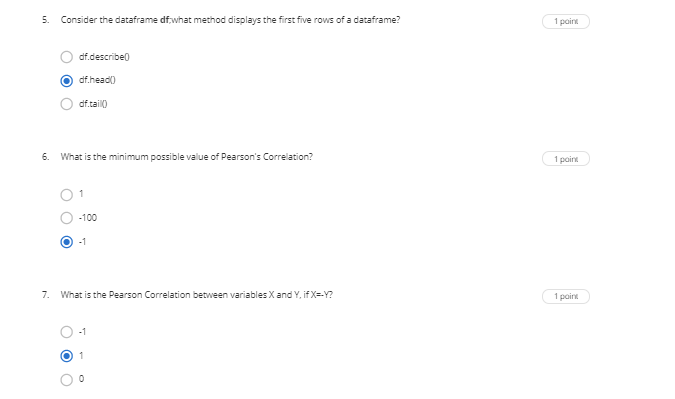 5. Consider the dataframe df;what method displays the first five rows of a dataframe?
1 point
df.describe()
df.head()
df.tail()
6. What is the minimum possible value of Pearson's Correlation?
1 point
1
-100
-1
7. What is the Pearson Correlation between variables X and Y, if X=-Y?
1 point
-1
1
0